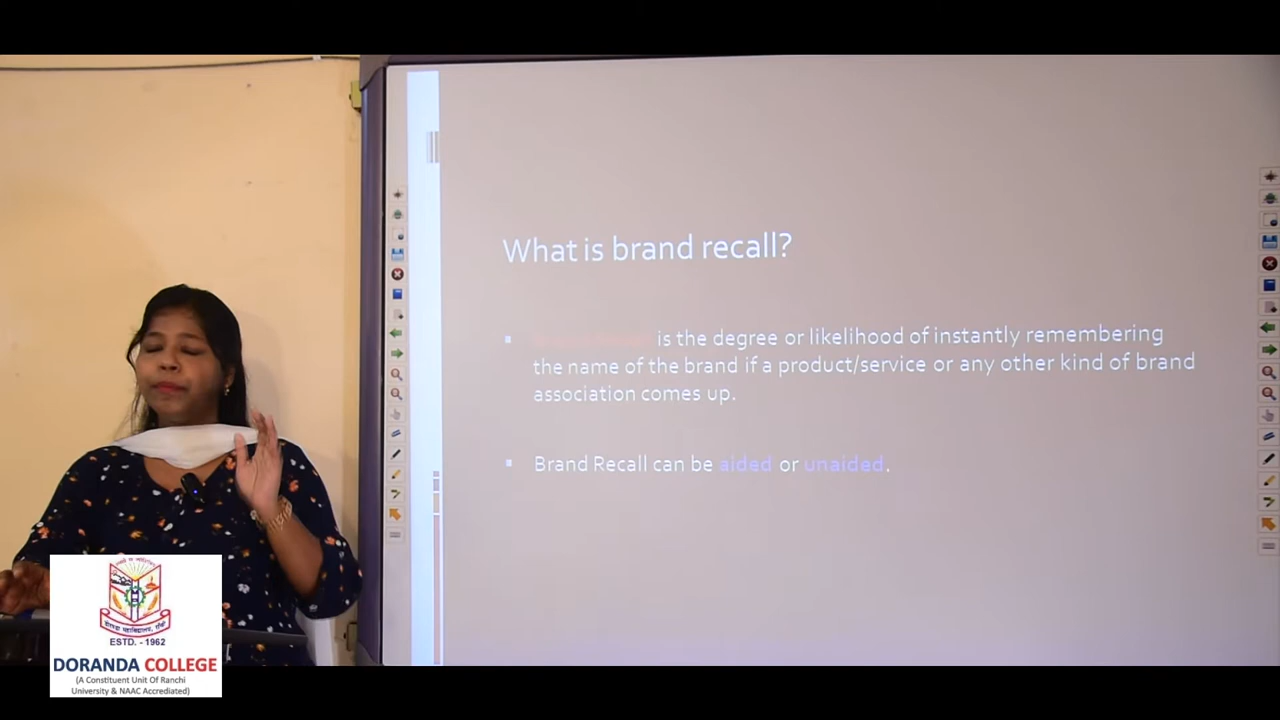 What is brand recall?
is the degree or likelihood of instantly remembering
the name of the brand if a product/service or any other kind of brand
association comes up.
Brand Recall can be aided or unaided.
ESTD. - 1962
DORANDA COLLEGE
(A Constituent Unit Of Ranchi
University & NAAC Accredited)